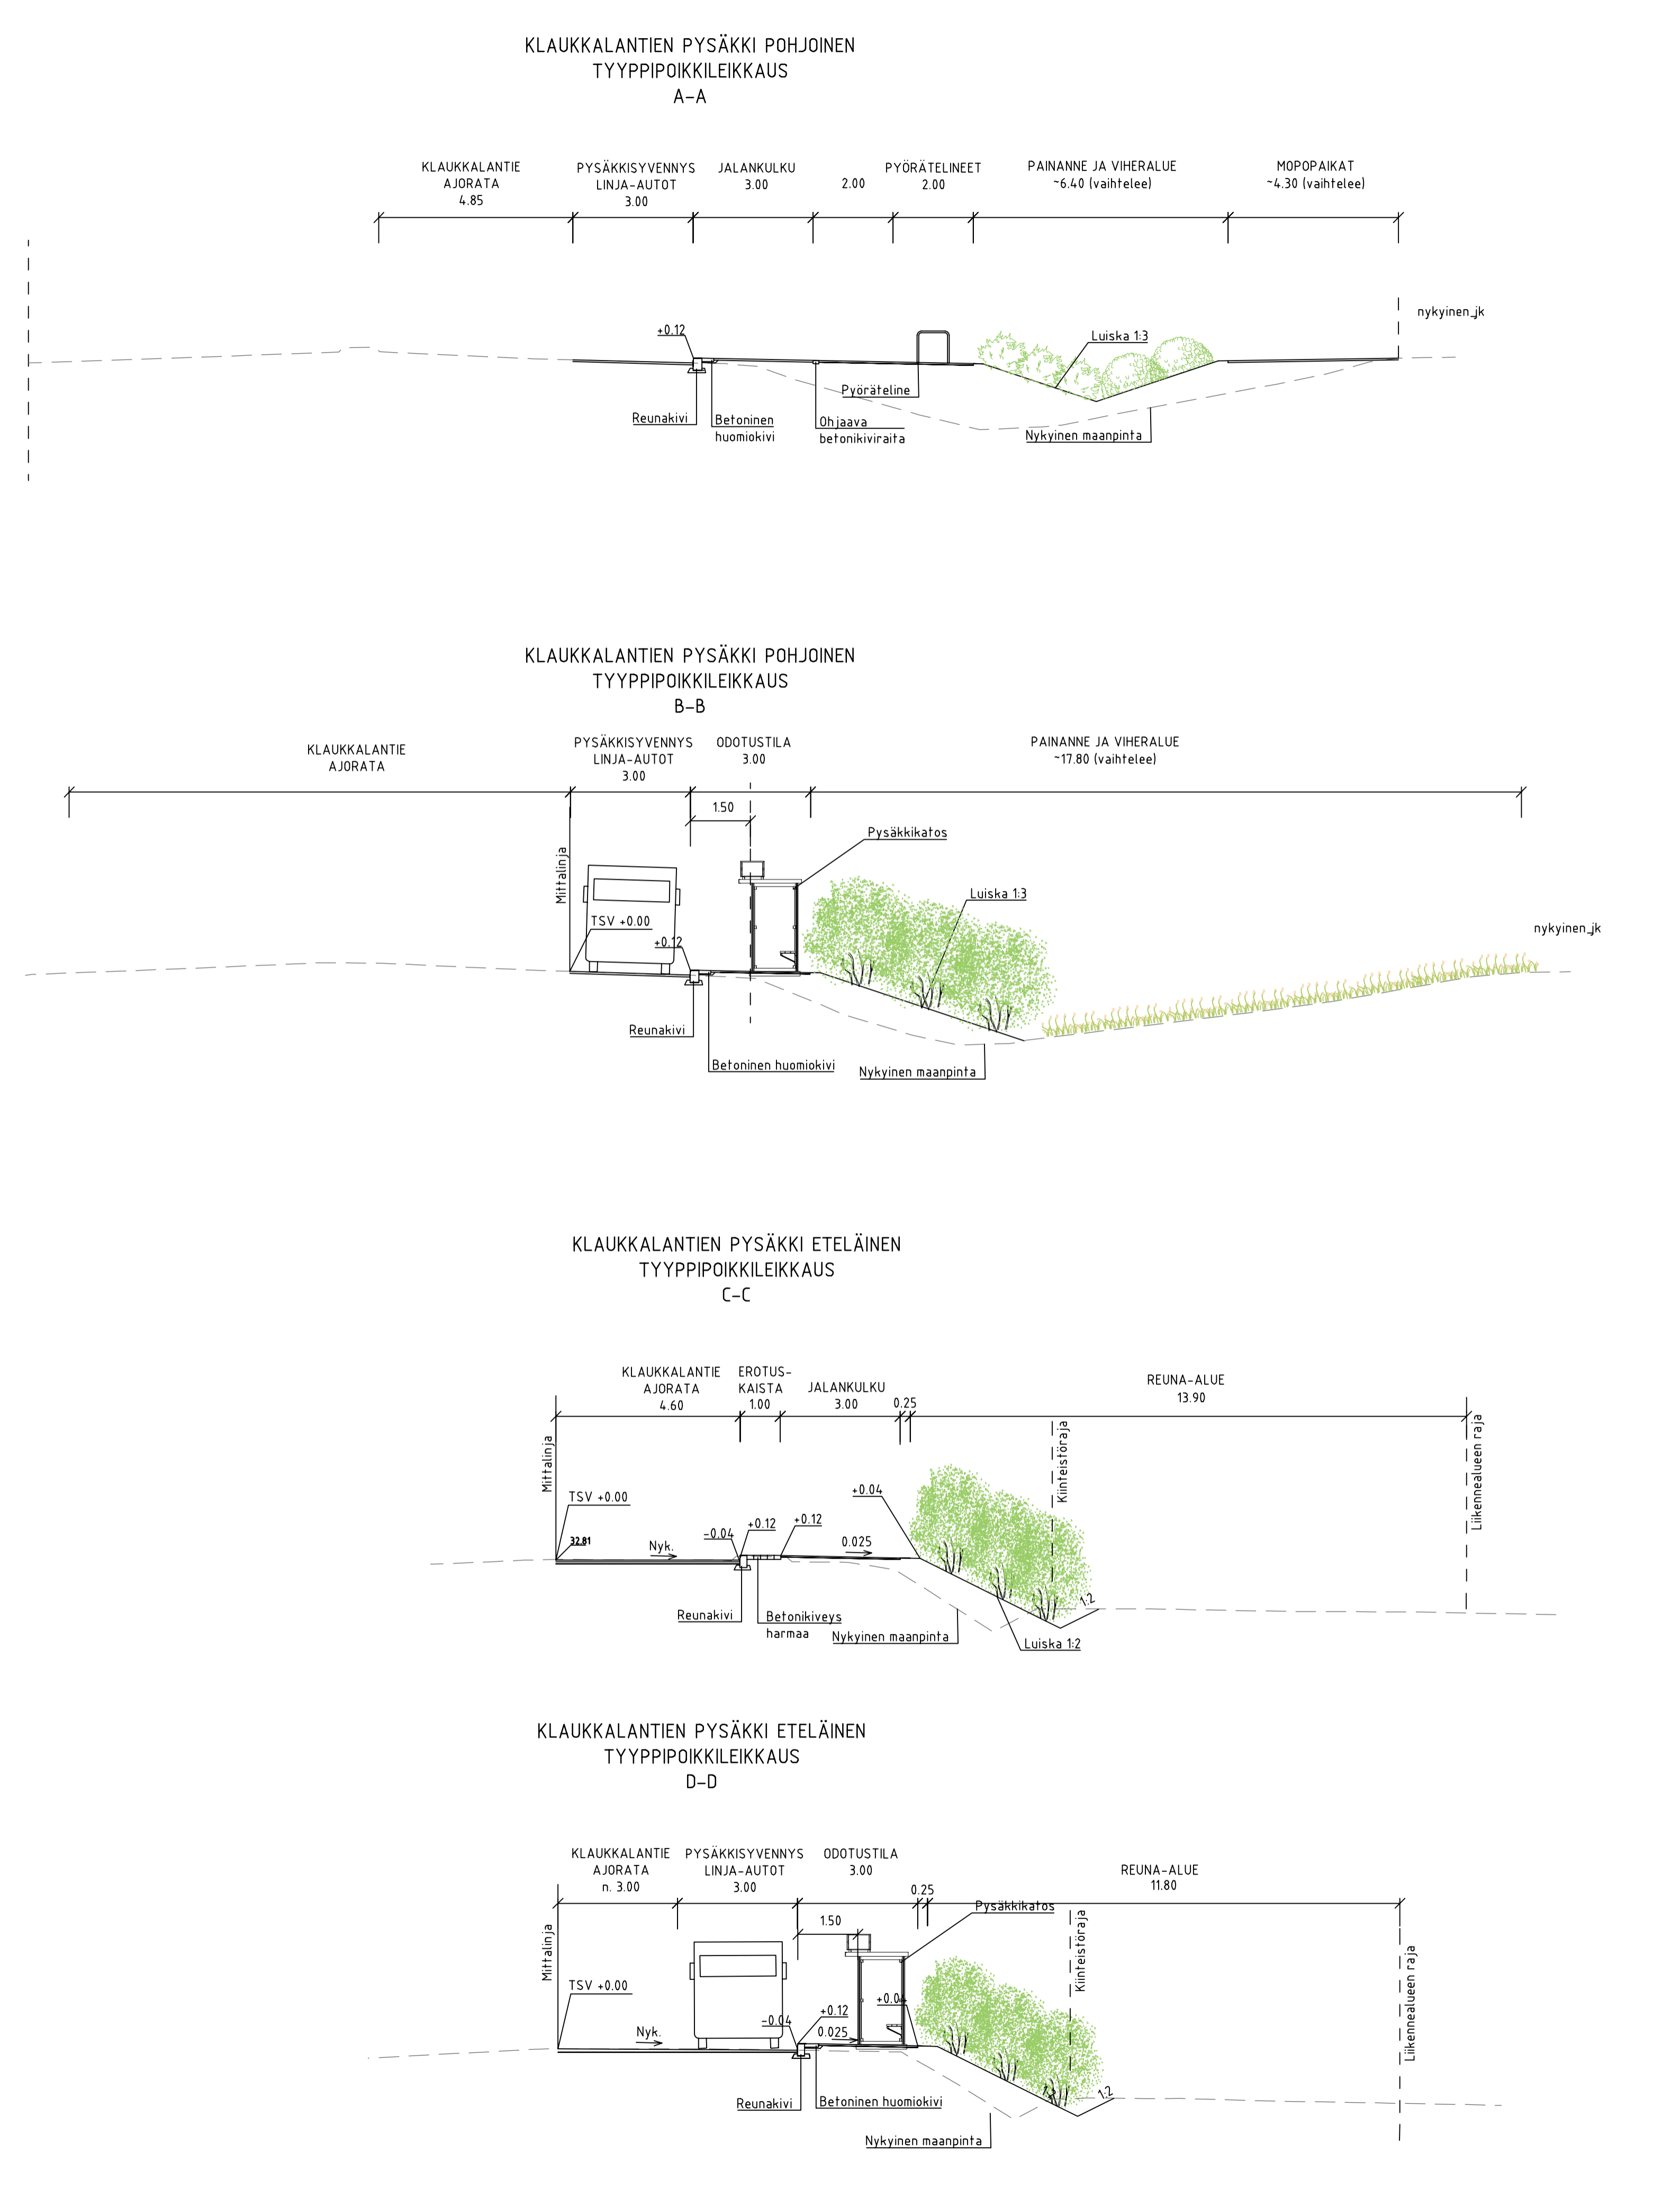 KLAUKKALANTIEN PYSÄKKI POHJOINEN
TYYPPIPOIKKILEIKKAUS
A-A
KLAUKKALANTIE
AJORATA
4.85
PYSÄKKISYVENNYS
LINJA-AUTOT
3.00
JALANKULKU
3.00
2.00
PYÖRÄTELINEET
2.00
PAINANNE JA VIHERALUE
~6.40 (vaihtelee)
MOPOPAIKAT
~4.30 (vaihtelee)
nykyinen_jk
+0.12
Luiska 1:3
Pyöräteline
Reunakivi
Betoninen
huomiokivi
Ohjaava
betonikiviraita
Nykyinen maanpinta
KLAUKKALANTIEN PYSÄKKI POHJOINEN
TYYPPIPOIKKILEIKKAUS
B-B
KLAUKKALANTIE
AJORATA
PYSÄKKISYVENNYS
LINJA-AUTOT
3.00
ODOTUSTILA
3.00
PAINANNE JA VIHERALUE
~17.80 (vaihtelee)
1.50
Pysäkkikatos
Mittalinja
Luiska 1:3
TSV +0.00
+0.12
nykyinen_jk
Reunakivi
Betoninen huomiokivi
Nykyinen maanpinta
KLAUKKALANTIEN PYSÄKKI ETELÄINEN
TYYPPIPOIKKILEIKKAUS
C-C
KLAUKKALANTIE
AJORATA
4.60
EROTUS-
KAISTA
1.00
JALANKULKU
3.00
0.25
REUNA-ALUE
13.90
Mittalinja
Kiinteistöraja
Liikennealueen raja
TSV +0.00
32.81
Nyk.
-0.04
+0.12
+0.12
+0.04
0.025
1:2
Reunakivi
Betonikiveys
harmaa
Nykyinen maanpinta
Luiska 1:2
KLAUKKALANTIEN PYSÄKKI ETELÄINEN
TYYPPIPOIKKILEIKKAUS
D-D
KLAUKKALANTIE
AJORATA
n. 3.00
PYSÄKKISYVENNYS
LINJA-AUTOT
3.00
ODOTUSTILA
3.00
0.25
REUNA-ALUE
11.80
Pysäkkikatos
1.50
Mittalinja
Kiinteistöraja
Liikennealueen raja
TSV +0.00
Nyk.
-0.04
+0.12
0.025
+0.04
1:2
Reunakivi
Betoninen huomiokivi
Nykyinen maanpinta